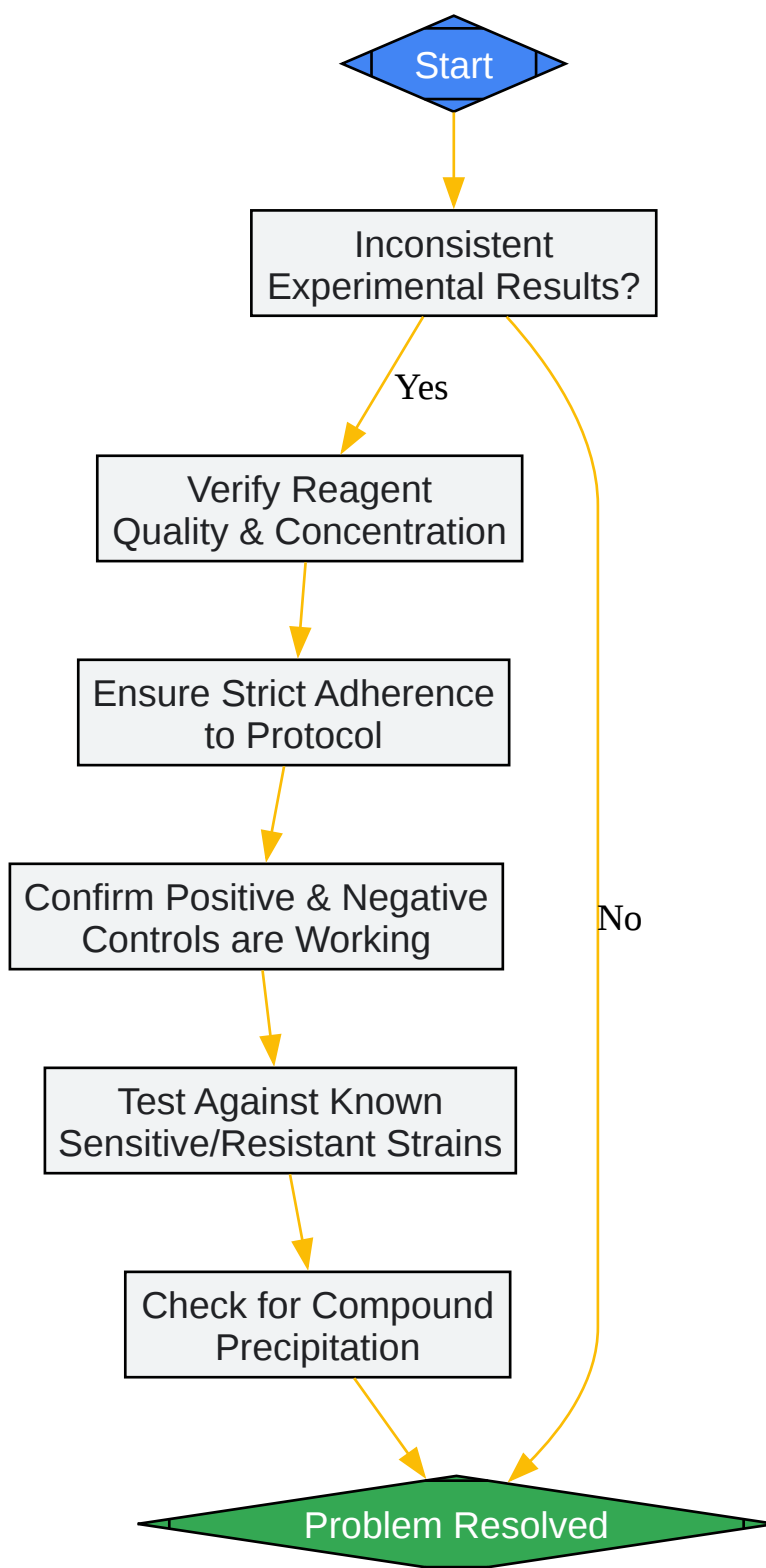 Start
Inconsistent
Experimental Results?
Yes
Verify Reagent
Quality & Concentration
Ensure Strict Adherence
to Protocol
Confirm Positive & Negative
Controls are Working
No
Test Against Known
Sensitive/Resistant Strains
Check for Compound
Precipitation
Problem Resolved